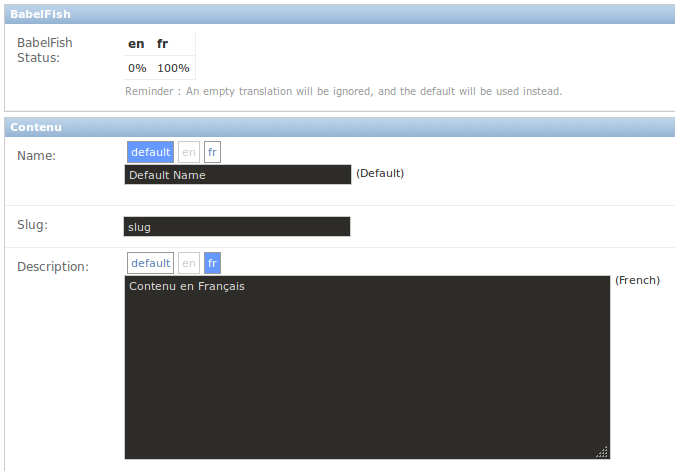 BabelFish
BabelFish
Status:
en fr
0% 100%
Reminder : An empty translation will be ignored, and the default will be used instead.
Contenu
Name:
default en fr
Default Name
(Default)
Slug:
slug
Description:
default en fr
Contenu en Français
(French)